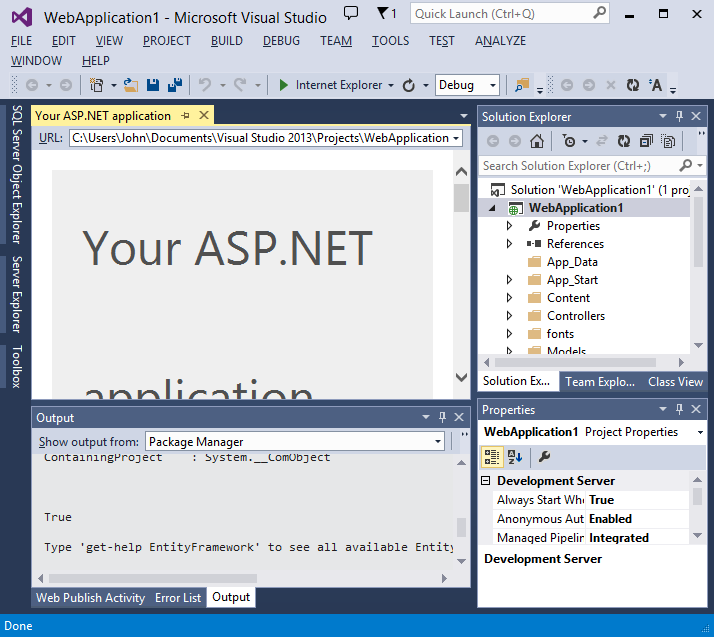 WebApplication1 - Microsoft Visual Studio
1
Quick Launch (Ctrl+Q)
FILE EDIT VIEW PROJECT BUILD DEBUG TEAM TOOLS TEST ANALYZE
WINDOW HELP
Internet Explorer
Debug
A
SQL Server Object Explorer
Server Explorer
Toolbox
Your ASP.NET application
URL: C:\Users\John\Documents\Visual Studio 2013\Projects\WebApplication
Your ASP.NET
application
Solution Explorer
Search Solution Explorer (Ctrl+;)
Solution 'WebApplication1' (1 pro
WebApplication1
Properties
References
App_Data
App_Start
Content
Controllers
fonts
Models
Solution Ex... Team Explo... Class View
Output
Show output from: Package Manager
ContainingProject : System.__ComObject
True
Type 'get-help EntityFramework' to see all available Entity
Web Publish Activity Error List Output
Properties
WebApplication1 Project Properties
A
Z
Development Server
Always Start Whe True
Anonymous Aut Enabled
Managed Pipelin Integrated
Development Server
Done